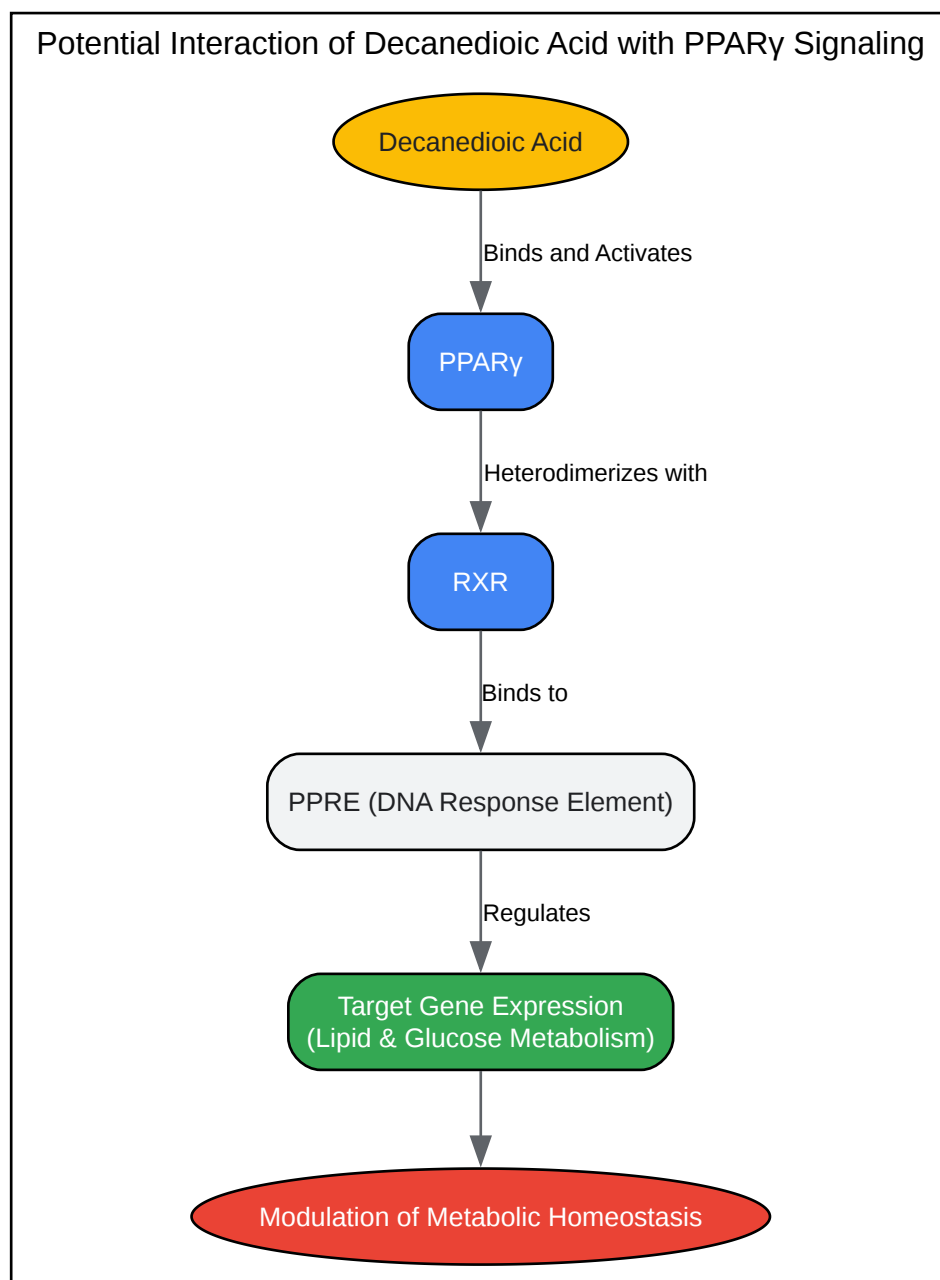 Potential Interaction of Decanedioic Acid with PPARγ Signaling
Decanedioic Acid
Binds and Activates
PPARγ
Heterodimerizes with
RXR
Binds to
PPRE (DNA Response Element)
Regulates
Target Gene Expression
(Lipid & Glucose Metabolism)
Modulation of Metabolic Homeostasis